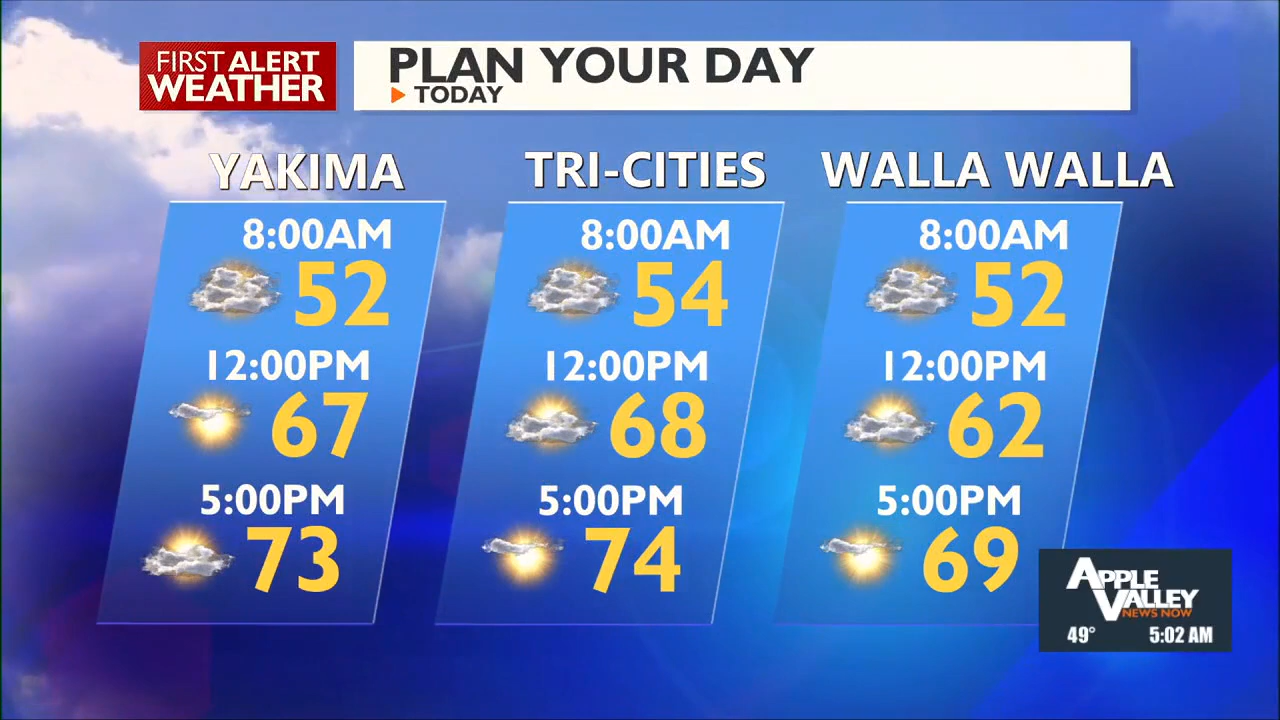 FIRST ALERT
WEATHER
PLAN YOUR DAY
TODAY
YAKIMA
8:00AM
52
12:00PM
67
5:00PM
73
TRI-CITIES
8:00AM
54
12:00PM
68
5:00PM
74
WALLA WALLA
8:00AM
52
12:00PM
62
5:00PM
69
APPLE
VALLEY
NEWS NOW
49° 5:02 AM